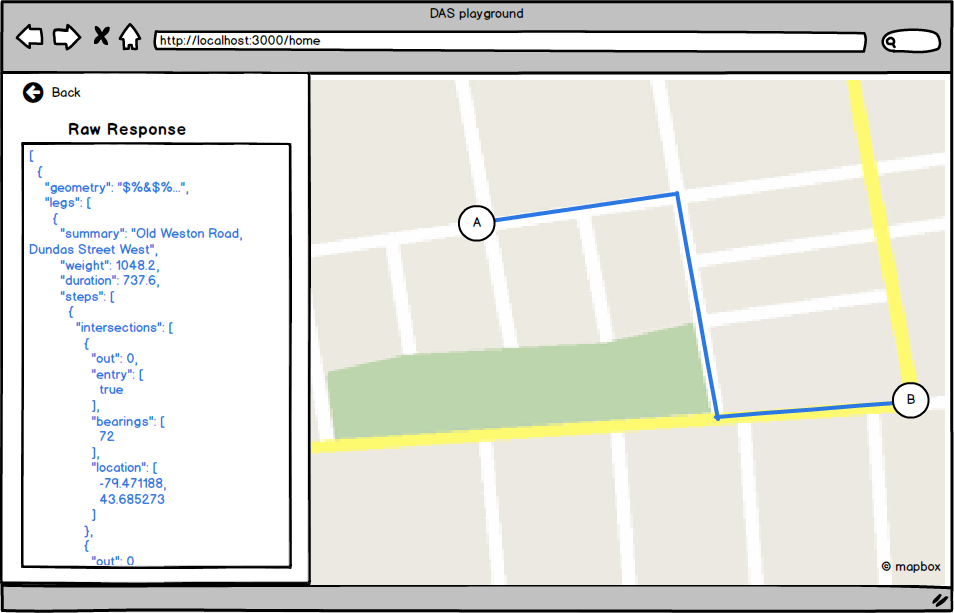 DAS playground
http://localhost:3000/home
Back
Raw Response
[
{
"geometry": "$%&$%...",
"legs": [
{
"summary": "Old Weston Road,
Dundas Street West",
"weight": 1048.2,
"duration": 737.6,
"steps": [
{
"intersections": [
{
"out": 0,
"entry": [
true
],
"bearings": [
72
],
"location": [
-79.471188,
43.685273
]
},
{
"out": 0
A
B
© mapbox